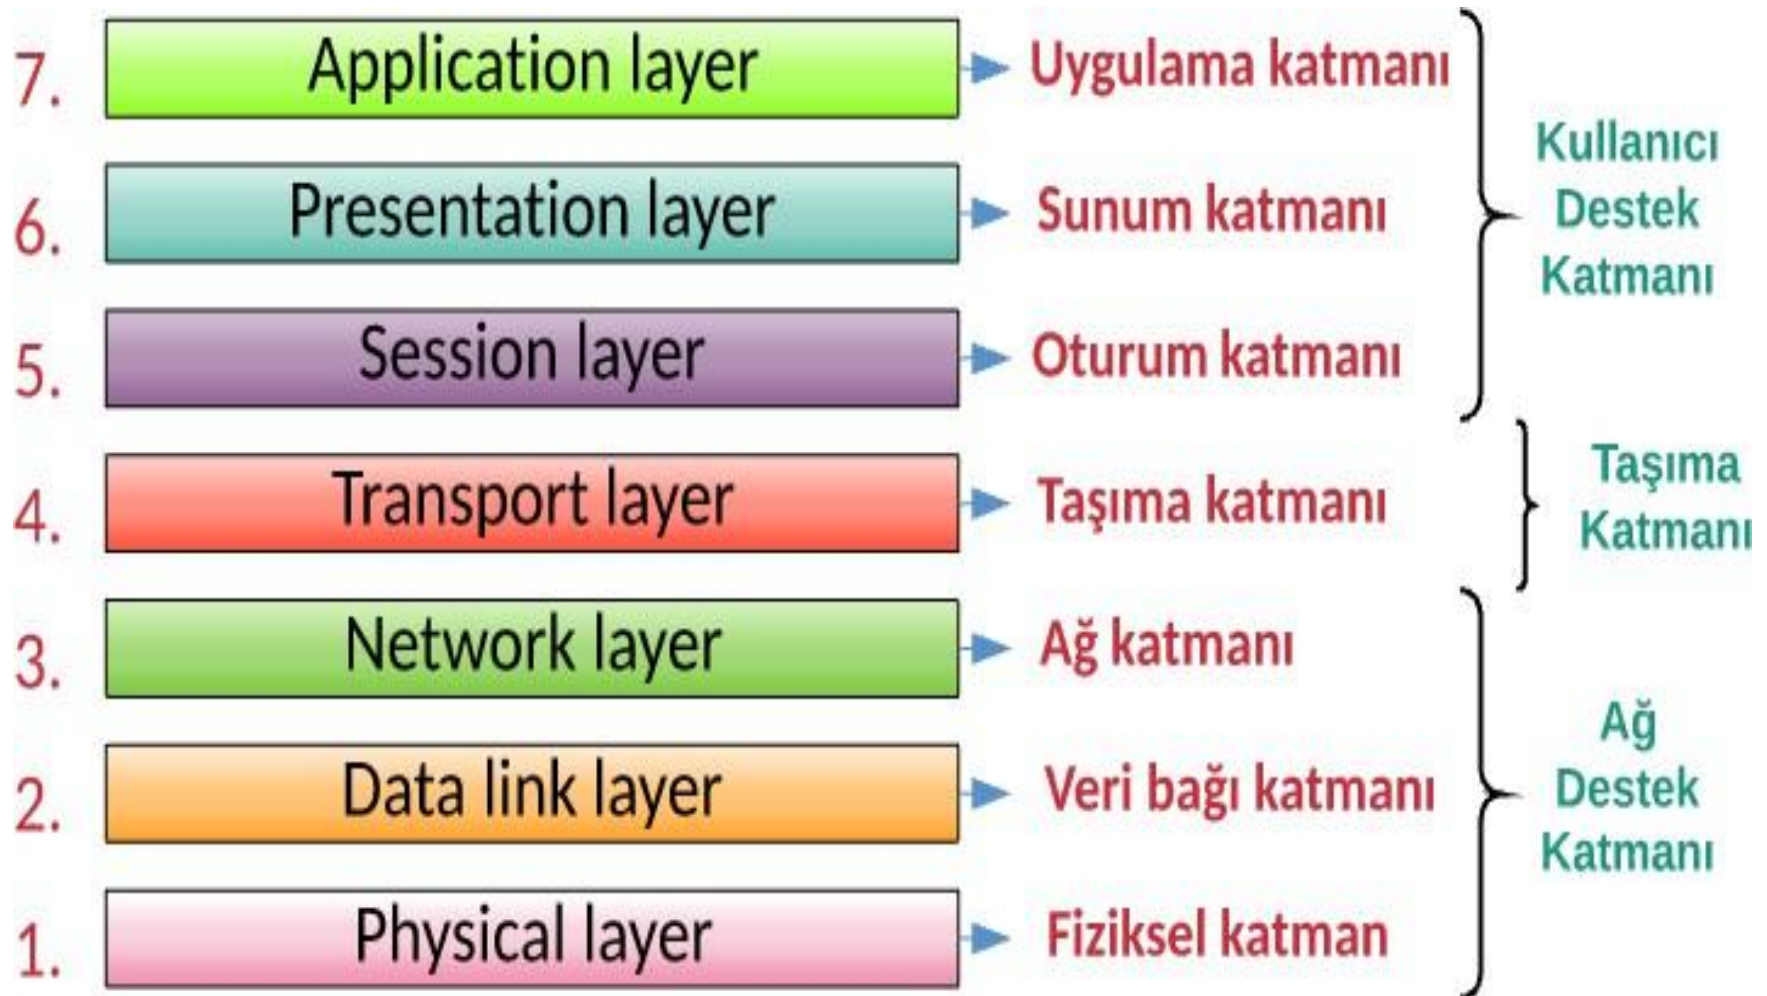 7. Application layer Uygulama katmanı
6. Presentation layer Sunum katmanı
5. Session layer Oturum katmanı
Kullanıcı
Destek
Katmanı
4. Transport layer Taşıma katmanı
Taşıma
Katmanı
3. Network layer Ağ katmanı
2. Data link layer Veri bağı katmanı
1. Physical layer Fiziksel katman
Ağ
Destek
Katmanı